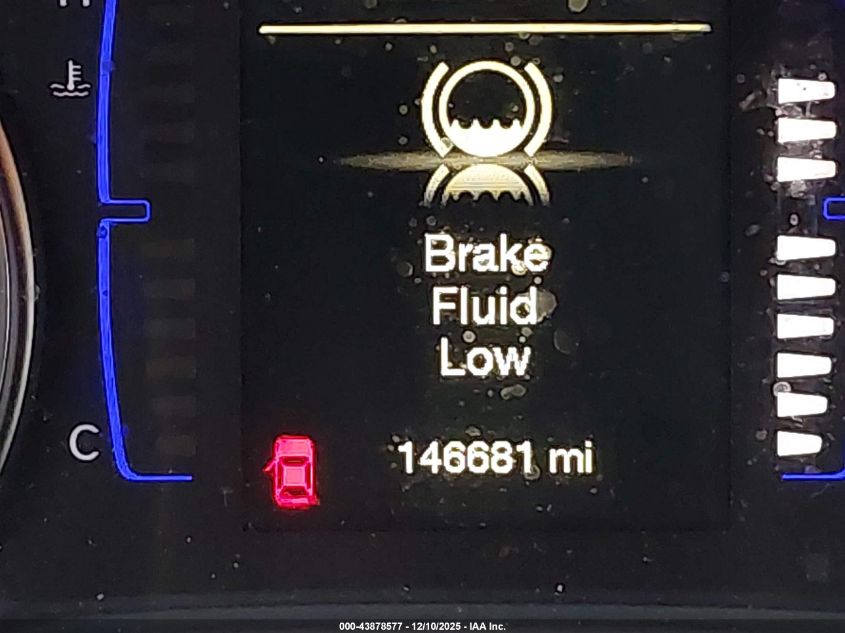 Brake
Fluid
Low
C
146681 mi
000-43878577 - 12/10/2025 - IAA Inc.